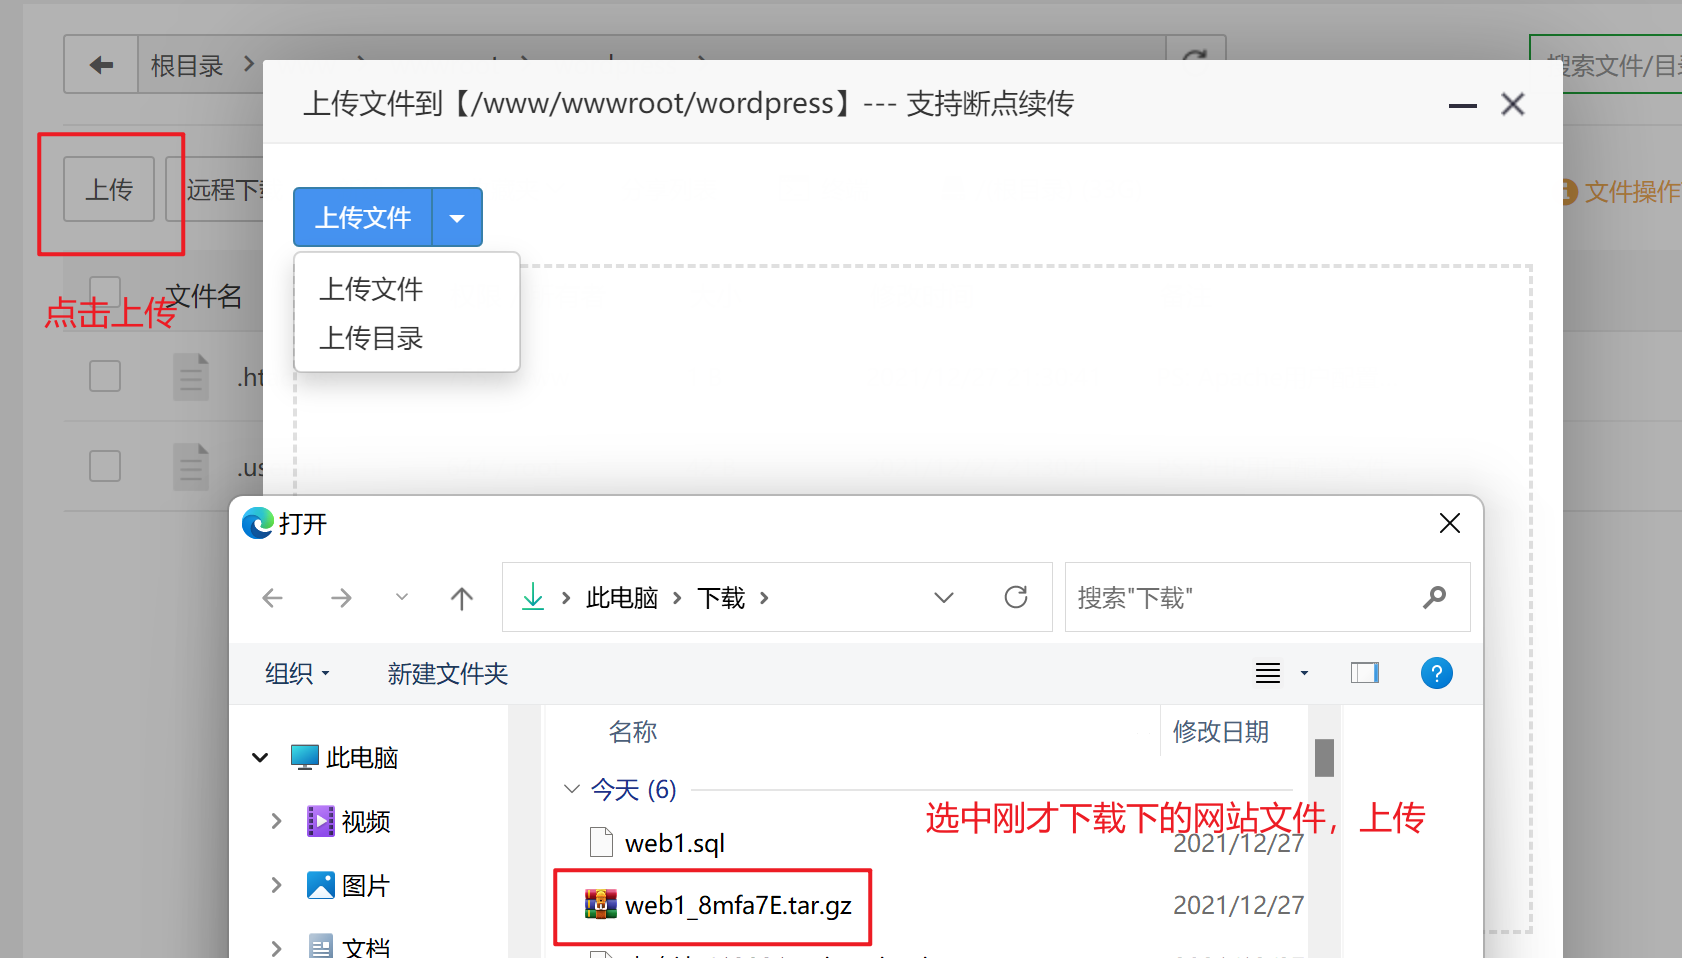 根目录
搜索文件/目录
上传文件到【/www/wwwroot/wordpress】--- 支持断点续传
上传
远程下载
上传文件
文件操作
上传文件
上传目录
文件名
点击上传
.ht
.us
打开
此电脑
下载
搜索"下载"
组织
新建文件夹
名称
修改日期
此电脑
今天 (6)
选中刚才下载下的网站文件，上传
视频
web1.sql
2021/12/27
图片
web1_8mfa7E.tar.gz
2021/12/27
文档